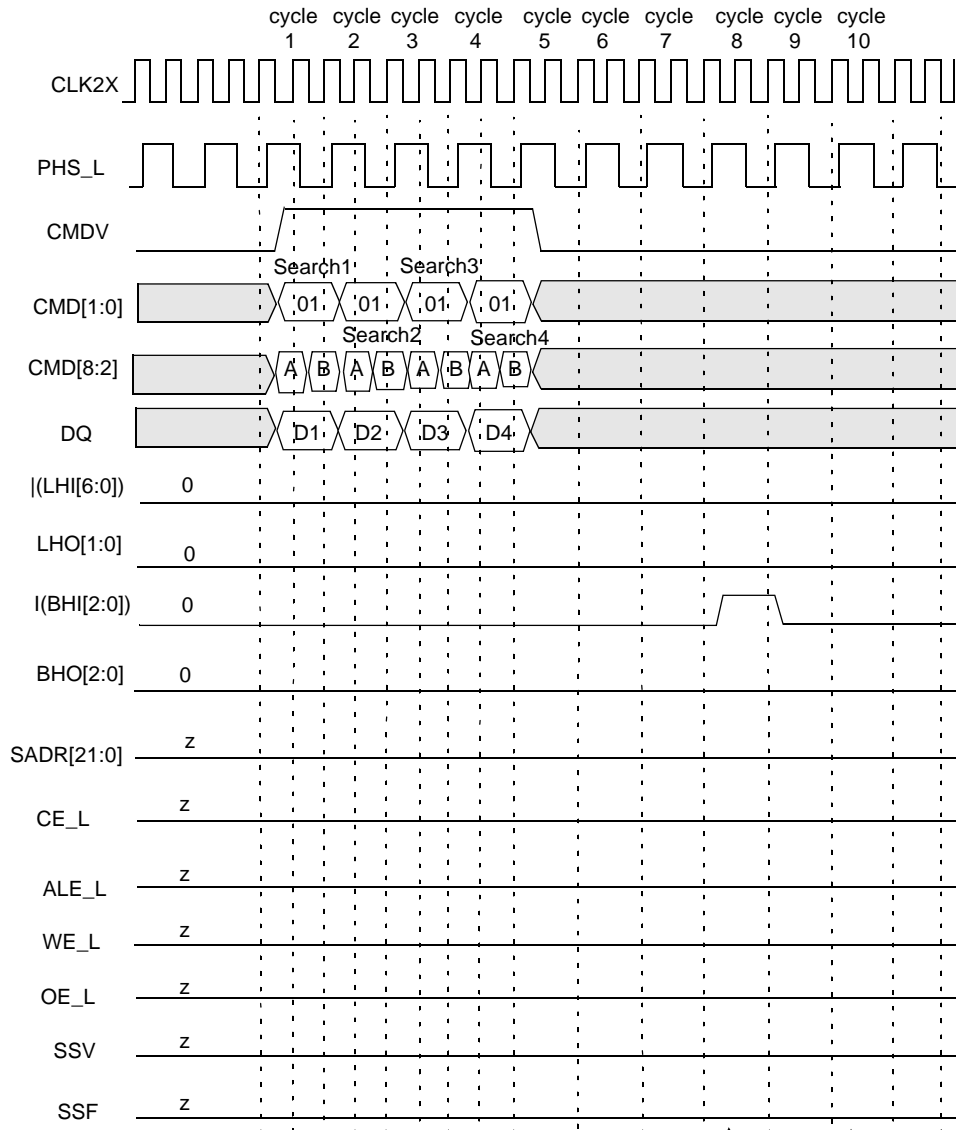 cycle cycle cycle cycle cycle cycle cycle cycle cycle cycle
1 2 3 4 5 6 7 8 9 10
CLK2X
PHS_L
CMDV
Search1 Search3
CMD[1:0] 01 01 01 01
Search2 Search4
CMD[8:2] A B A B A B A B
DQ D1 D2 D3 D4
|(LHI[6:0]) 0
LHO[1:0] 0
I(BHI[2:0]) 0
BHO[2:0] 0
SADR[21:0] z
CE_L z
ALE_L z
WE_L z
OE_L z
SSV z
SSF z